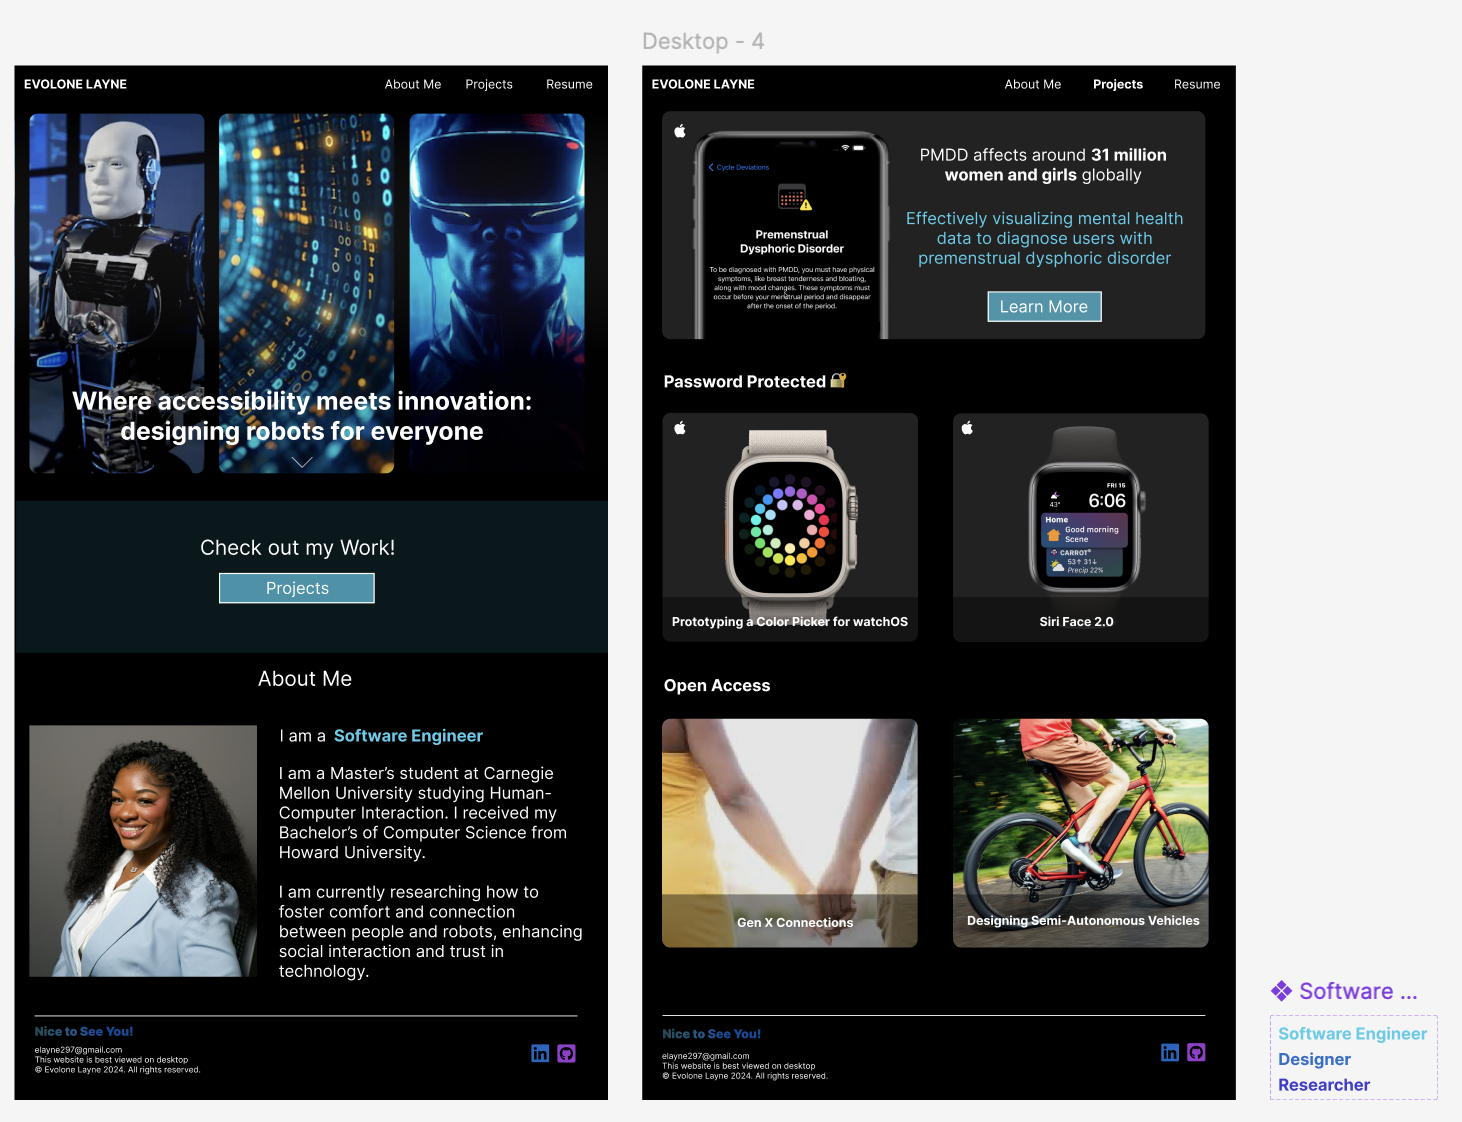 Desktop - 4
EVOLONE LAYNE
About Me
Projects
Resume
Where accessibility meets innovation:
designing robots for everyone
Check out my Work!
Projects
About Me
I am a Software Engineer
I am a Master's student at Carnegie
Mellon University studying Human-
Computer Interaction. I received my
Bachelor's of Computer Science from
Howard University.
I am currently researching how to
foster comfort and connection
between people and robots, enhancing
social interaction and trust in
technology.
Nice to See You!
elayne297@gmail.com
This website is best viewed on desktop
© Evolone Layne 2024. All rights reserved.
in
EVOLONE LAYNE
About Me
Projects
Resume
Cycle Deviations
Premenstrual
Dysphoric Disorder
To be diagnosed with PMDD, you must have physical
symptoms, like breast tenderness and bloating,
along with mood changes. These symptoms must
occur before your menstrual period and disappear
after the onset of the period.
PMDD affects around 31 million
women and girls globally
Effectively visualizing mental health
data to diagnose users with
premenstrual dysphoric disorder
Learn More
Password Protected 🔐
Prototyping a Color Picker for watchOS
FRI 15
43°
6:06
Home
Good morning
Scene
CARROT
53↑ 31↓
Precip 22%
Siri Face 2.0
Open Access
Gen X Connections
Designing Semi-Autonomous Vehicles
Nice to See You!
elayne297@gmail.com
This website is best viewed on desktop
© Evolone Layne 2024. All rights reserved.
in
Software ...
Software Engineer
Designer
Researcher